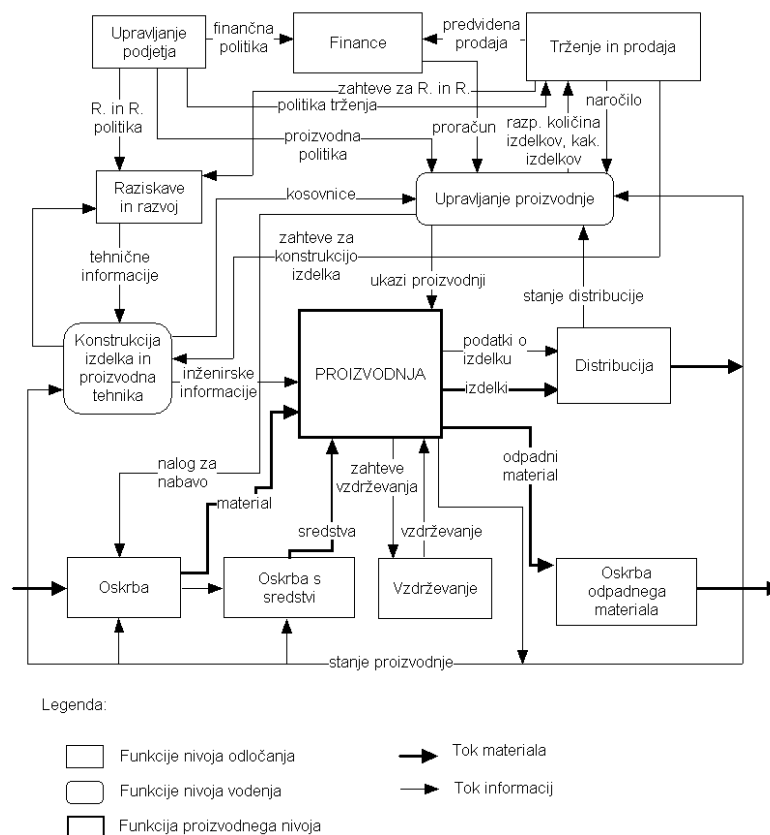 Upravljanje
podjetja
finančna
politika
Finance
predvidena
prodaja
Trženje in prodaja
R. in R.
politika
zahteve za R. in R.
politika trženja
proizvodna
politika
proračun
razp. količina
izdelkov, kak.
izdelkov
naročilo
Raziskave
in razvoj
kosovnice
Upravljanje proizvodnje
tehnične
informacije
zahteve za
konstrukcijo
izdelka
ukazi proizvodnji
stanje distribucije
Konstrukcija
izdelka in
proizvodna
tehnika
inženirske
informacije
PROIZVODNJA
podatki o
izdelku
izdelki
Distribucija
nalog za
nabavo
material
zahteve
vzdrževanja
odpadni
material
sredstva
vzdrževanje
Oskrba
Oskrba s
sredstvi
Vzdrževanje
Oskrba
odpadnega
materiala
stanje proizvodnje
Legenda:
Funkcije nivoja odločanja
Tok materiala
Funkcije nivoja vodenja
Tok informacij
Funkcija proizvodnega nivoja